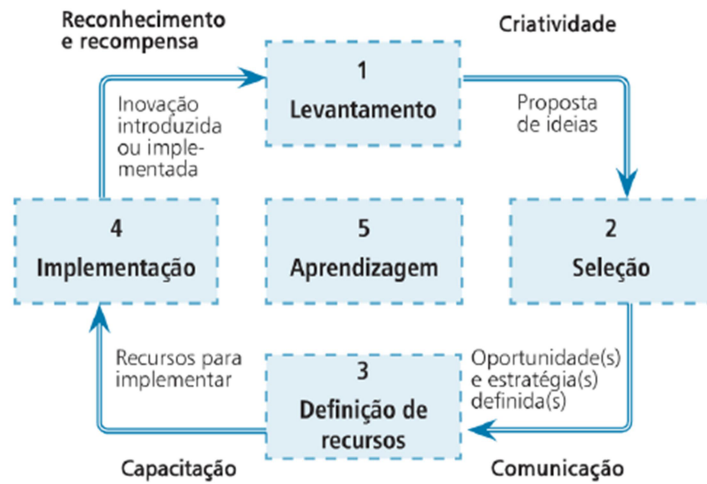 Reconhecimento
e recompensa
Criatividade
1
Levantamento
Inovação
introduzida
ou imple-
mentada
Proposta
de ideias
4
Implementação
5
Aprendizagem
2
Seleção
Recursos para
implementar
3
Definição de
recursos
Oportunidade(s)
e estratégia(s)
definida(s)
Capacitação
Comunicação